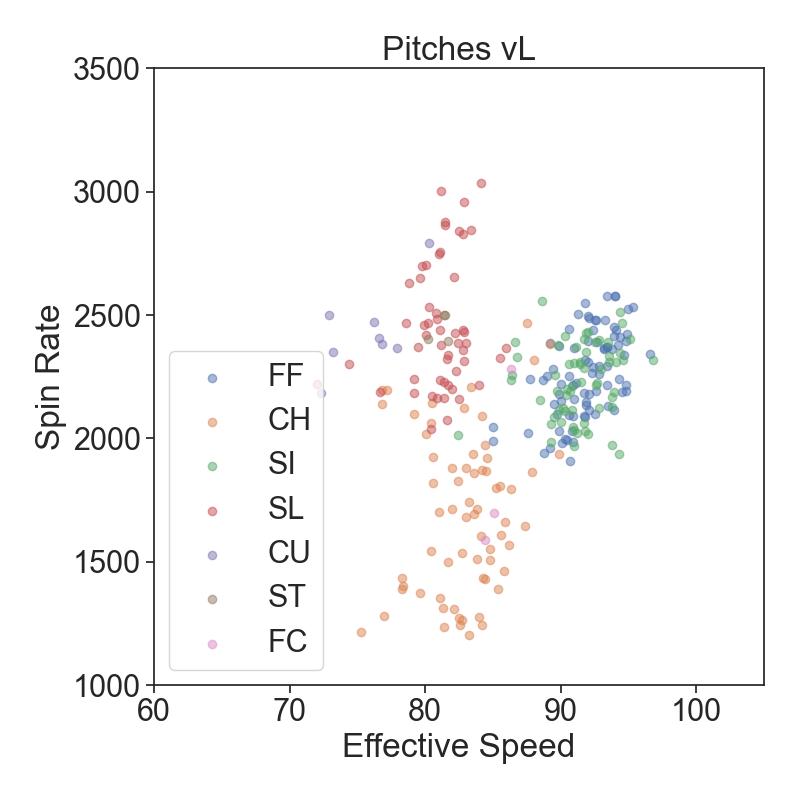 Pitches vL
3500
3000
2500
2000
1500
1000
Spin Rate
FF
CH
SI
SL
CU
ST
FC
60
70
80
90
100
Effective Speed